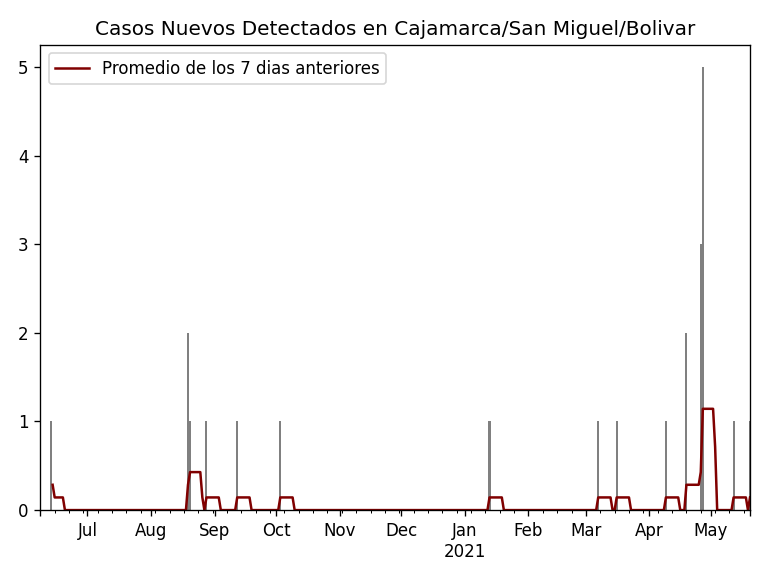 Casos Nuevos Detectados en Cajamarca/San Miguel/Bolivar
Promedio de los 7 dias anteriores
5
4
3
2
1
0
Jul Aug Sep Oct Nov Dec Jan Feb Mar Apr May
2021